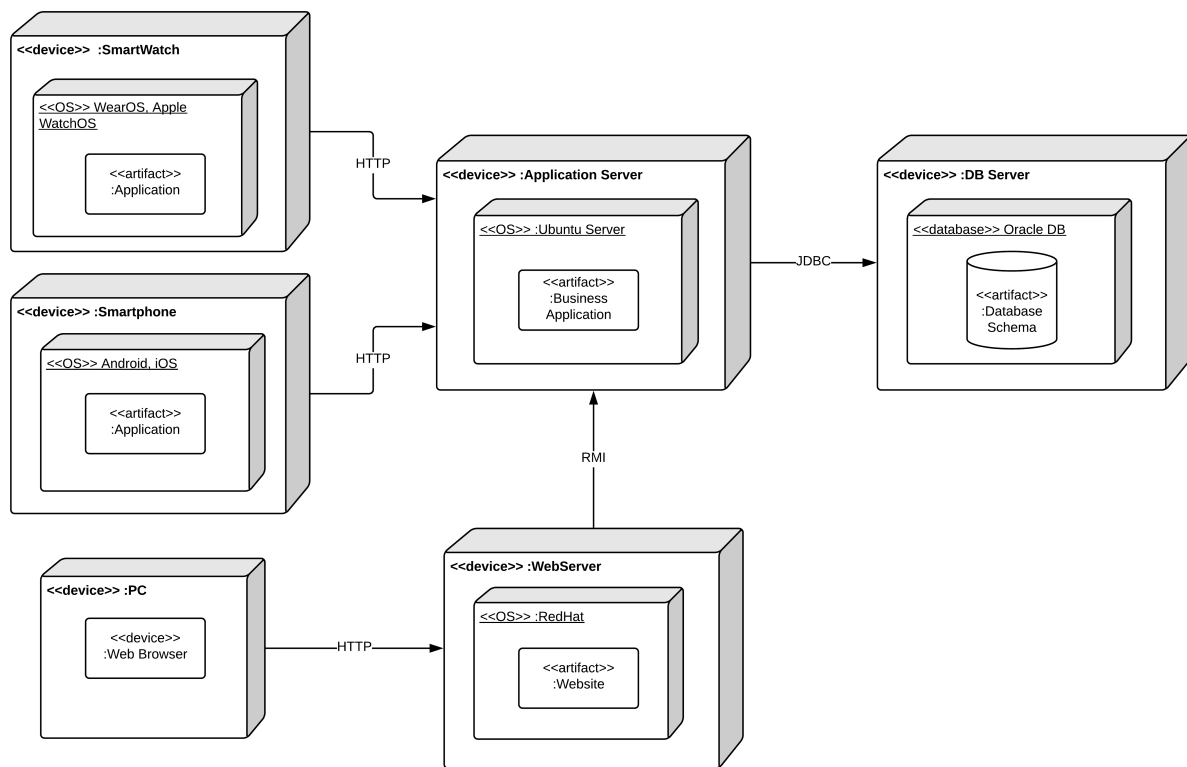 <<device>> :SmartWatch
<<OS>> WearOS, Apple
WatchOS
<<artifact>>
:Application
HTTP
<<device>> :Application Server
<<OS>> :Ubuntu Server
<<artifact>>
:Business
Application
JDBC
<<device>> :DB Server
<<database>> Oracle DB
<<artifact>>
:Database
Schema
<<device>> :Smartphone
<<OS>> Android, iOS
<<artifact>>
:Application
HTTP
RMI
<<device>> :PC
<<device>>
:Web Browser
HTTP
<<device>> :WebServer
<<OS>> :RedHat
<<artifact>>
:Website